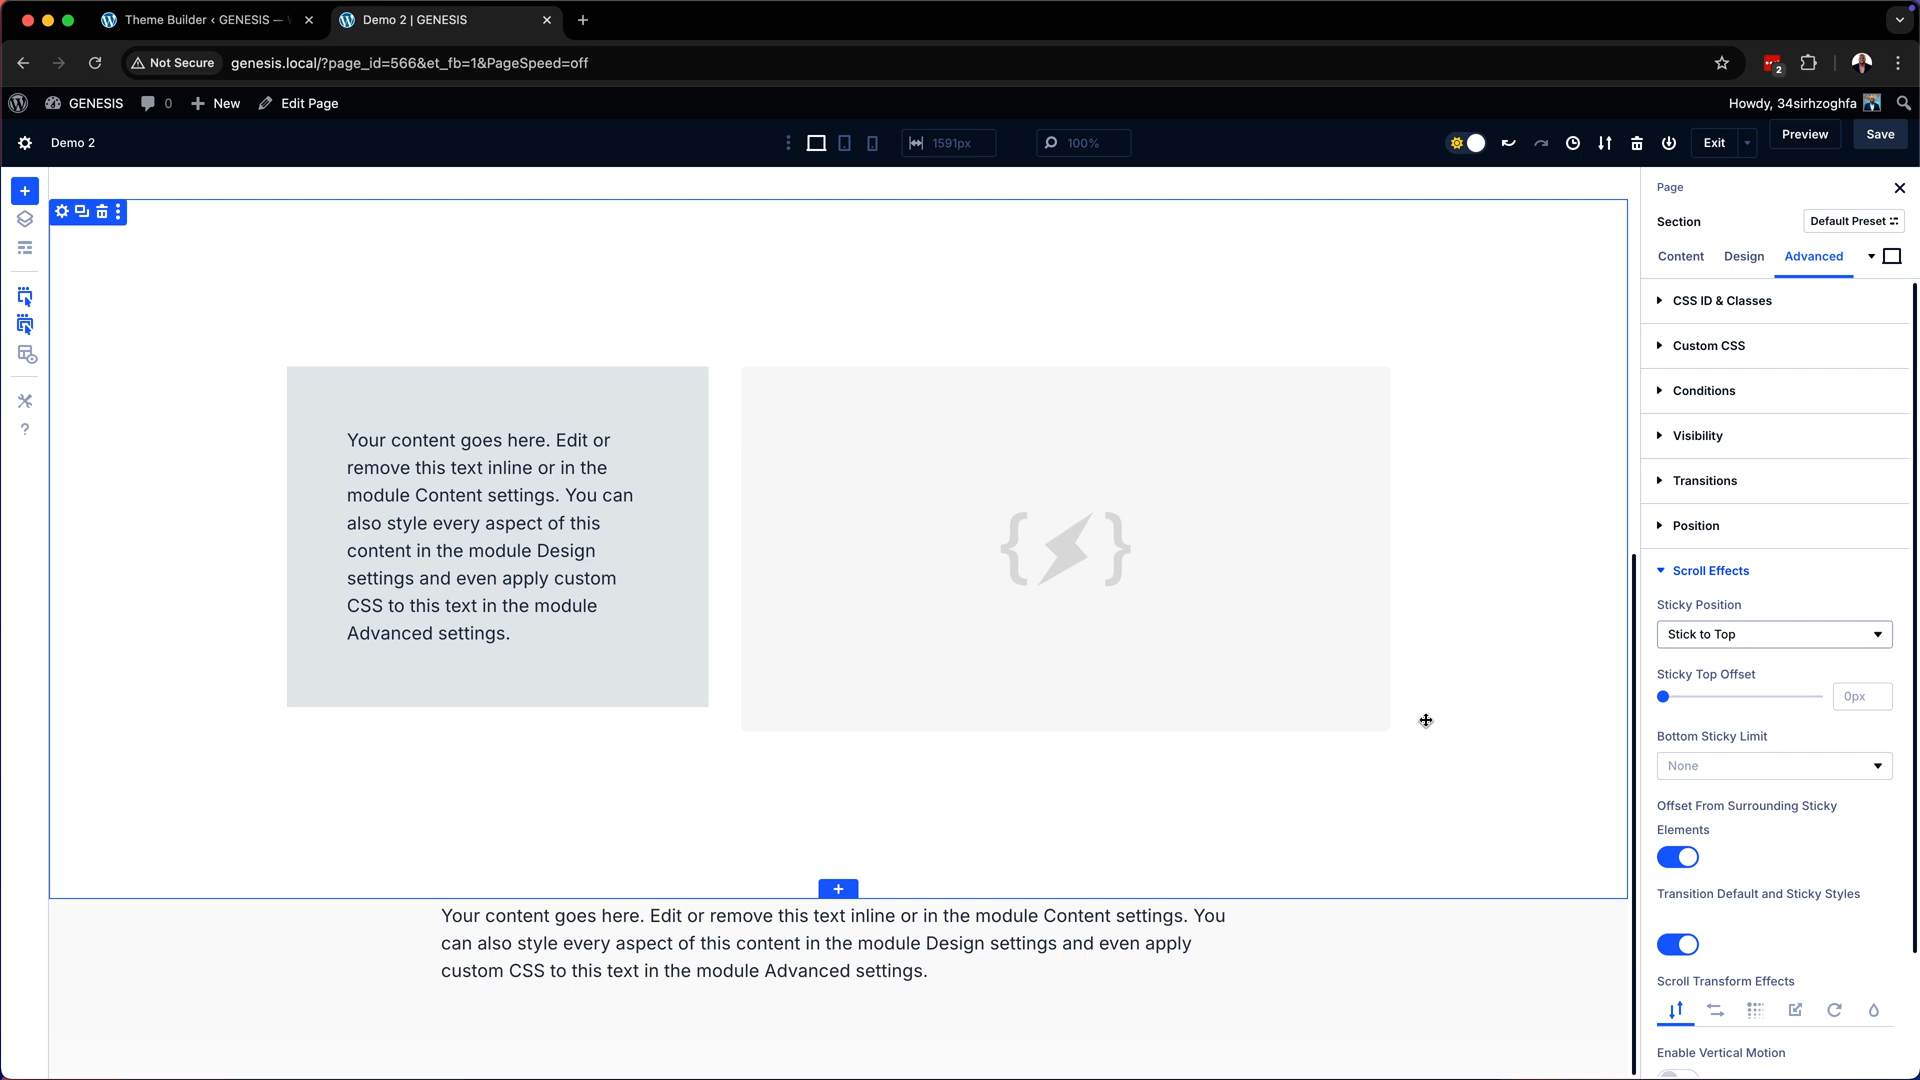 Theme Builder ‹ GENESIS —
Demo 2 | GENESIS
Not Secure
genesis.local/?page_id=566&et_fb=1&PageSpeed=off
2
GENESIS
0
New
Edit Page
Howdy, 34sirhzoghfa
Demo 2
1591px
100%
Exit
Preview
Save
Page
Section
Default Preset
Content
Design
Advanced
CSS ID & Classes
Custom CSS
Conditions
Visibility
Transitions
Position
Scroll Effects
Sticky Position
Stick to Top
Sticky Top Offset
0px
Bottom Sticky Limit
None
Offset From Surrounding Sticky
Elements
Transition Default and Sticky Styles
Scroll Transform Effects
Enable Vertical Motion
Your content goes here. Edit or
remove this text inline or in the
module Content settings. You can
also style every aspect of this
content in the module Design
settings and even apply custom
CSS to this text in the module
Advanced settings.
Your content goes here. Edit or remove this text inline or in the module Content settings. You
can also style every aspect of this content in the module Design settings and even apply
custom CSS to this text in the module Advanced settings.